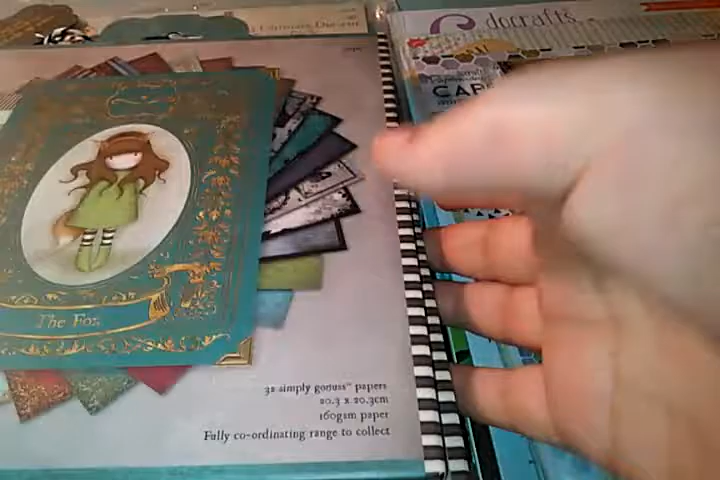 docrafts
The Fox
32 simply gorjuss™ papers
20.3 x 20.3cm
160gsm paper
Fully co-ordinating range to collect